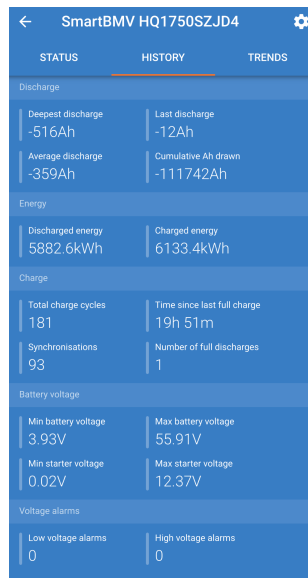 SmartBMV HQ1750SZJD4
STATUS HISTORY TRENDS
Discharge
Deepest discharge Last discharge
-516Ah -12Ah
Average discharge Cumulative Ah drawn
-359Ah -111742Ah
Energy
Discharged energy Charged energy
5882.6kWh 6133.4kWh
Charge
Total charge cycles Time since last full charge
181 19h 51m
Synchronisations Number of full discharges
93 1
Battery voltage
Min battery voltage Max battery voltage
3.93V 55.91V
Min starter voltage Max starter voltage
0.02V 12.37V
Voltage alarms
Low voltage alarms High voltage alarms
0 0